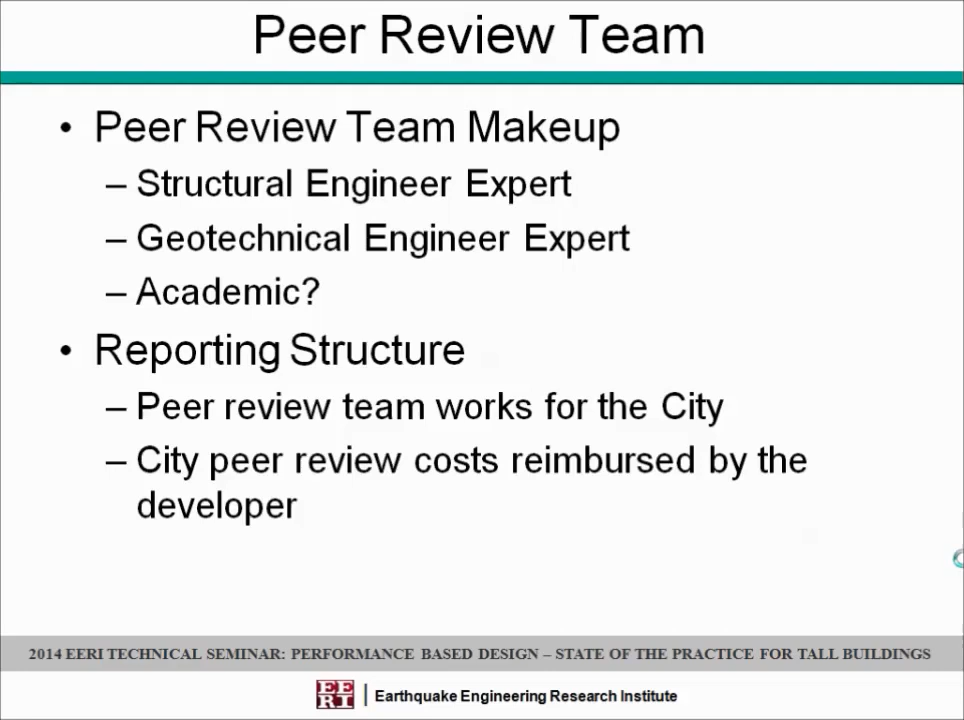 Peer Review Team
• Peer Review Team Makeup
– Structural Engineer Expert
– Geotechnical Engineer Expert
– Academic?
• Reporting Structure
– Peer review team works for the City
– City peer review costs reimbursed by the
developer
2014 EERI TECHNICAL SEMINAR: PERFORMANCE BASED DESIGN – STATE OF THE PRACTICE FOR TALL BUILDINGS
EE
RI | Earthquake Engineering Research Institute